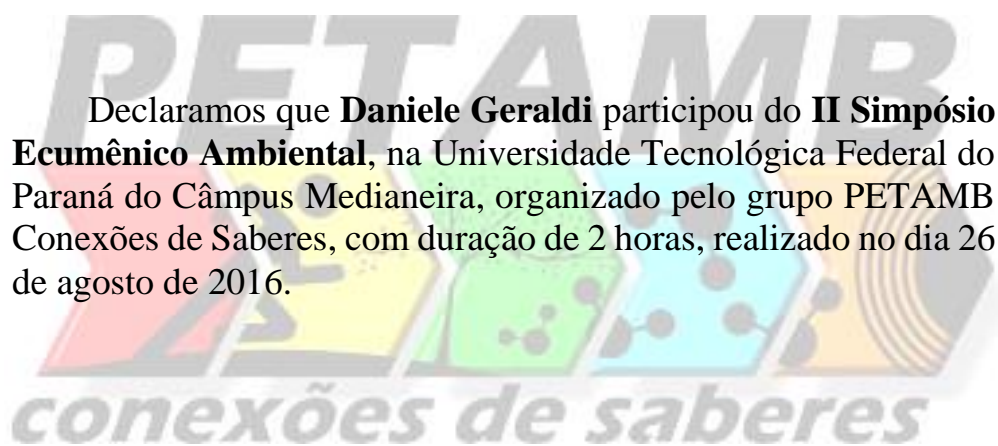 PETAMB
Declaramos que Daniele Geraldi participou do II Simpósio
Ecumênico Ambiental, na Universidade Tecnológica Federal do
Paraná do Câmpus Medianeira, organizado pelo grupo PETAMB
Conexões de Saberes, com duração de 2 horas, realizado no dia 26
de agosto de 2016.
conexões de saberes